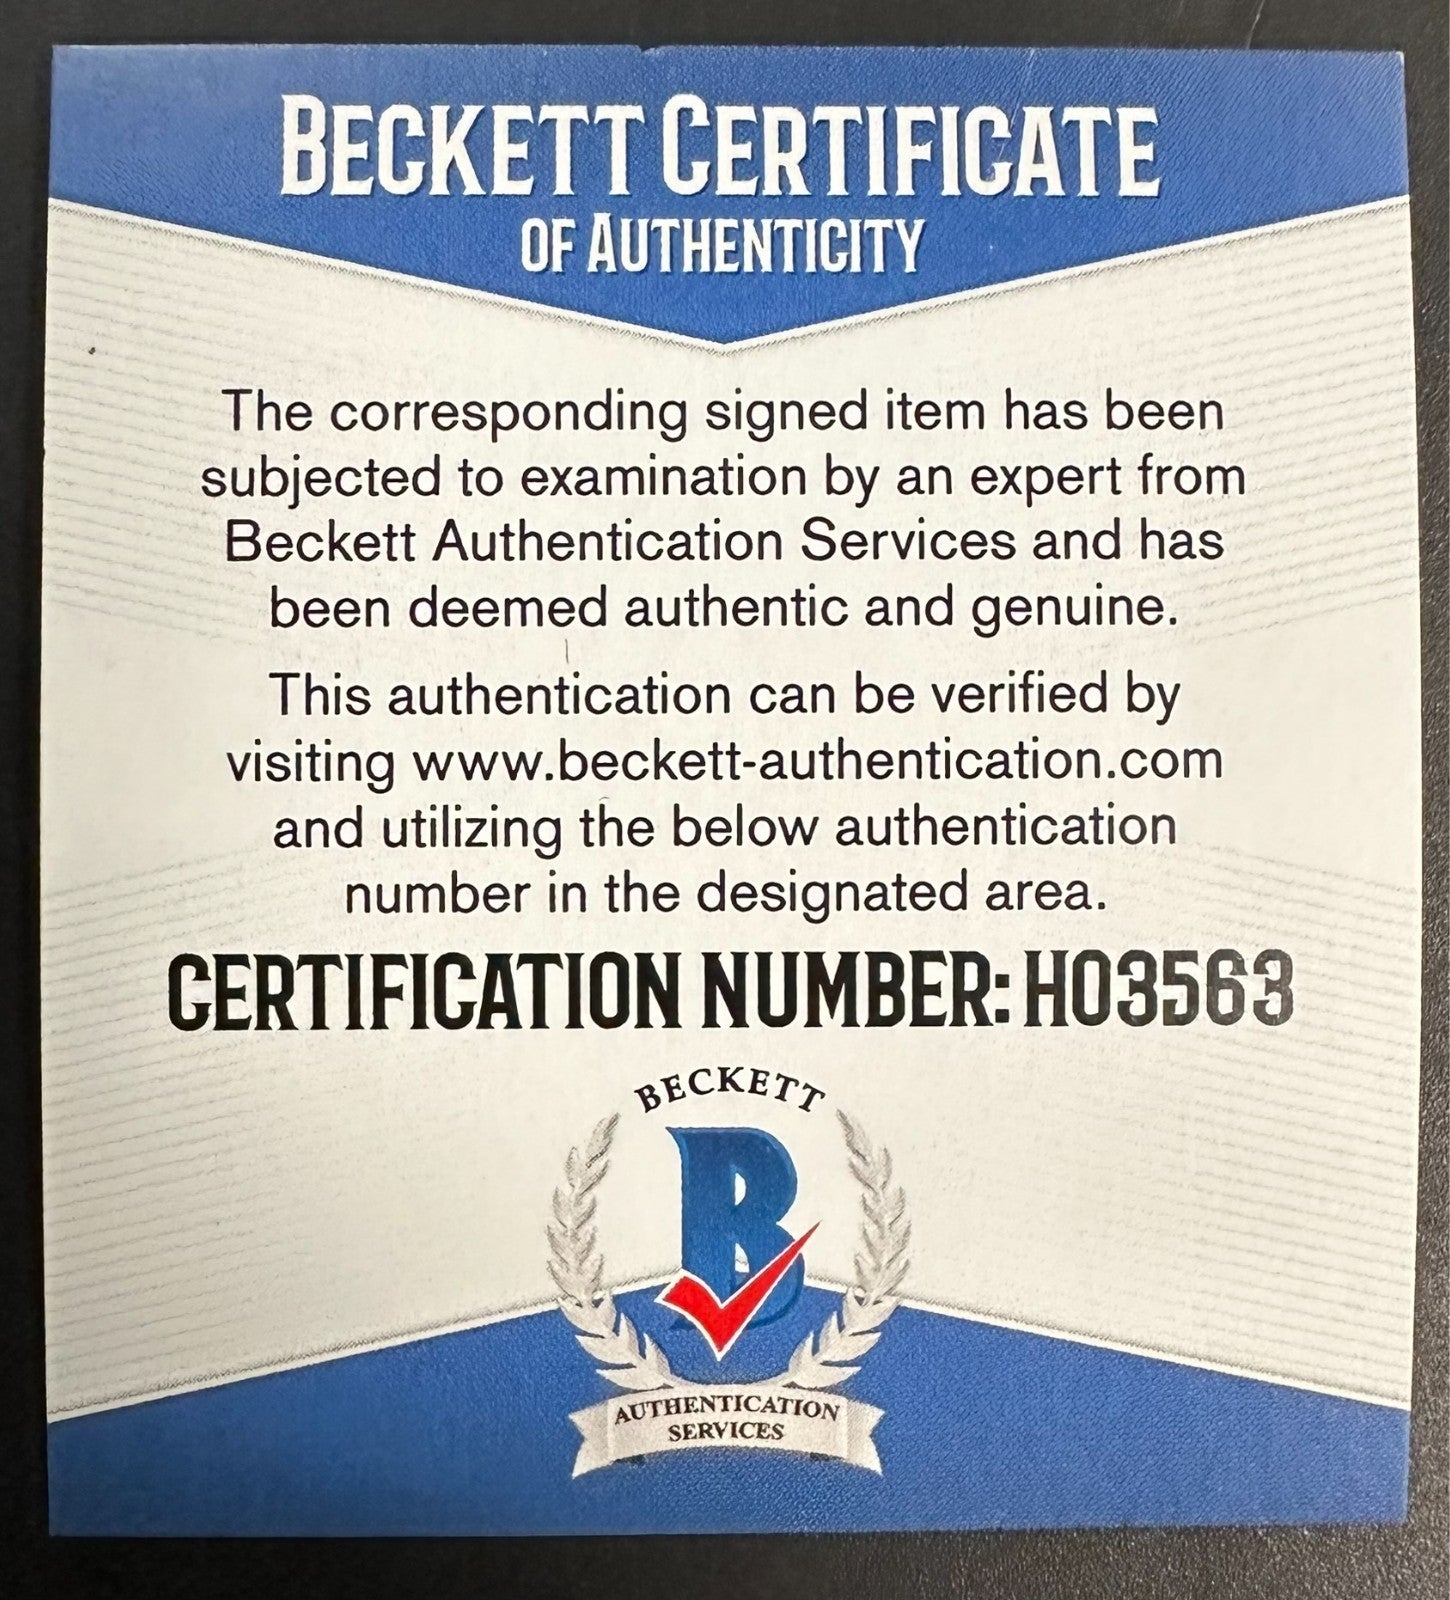 BECKETT CERTIFICATE
OF AUTHENTICITY
The corresponding signed item has been
subjected to examination by an expert from
Beckett Authentication Services and has
been deemed authentic and genuine.
This authentication can be verified by
visiting www.beckett-authentication.com
and utilizing the below authentication
number in the designated area.
CERTIFICATION NUMBER: H03563
BECKETT
B
AUTHENTICATION
SERVICES